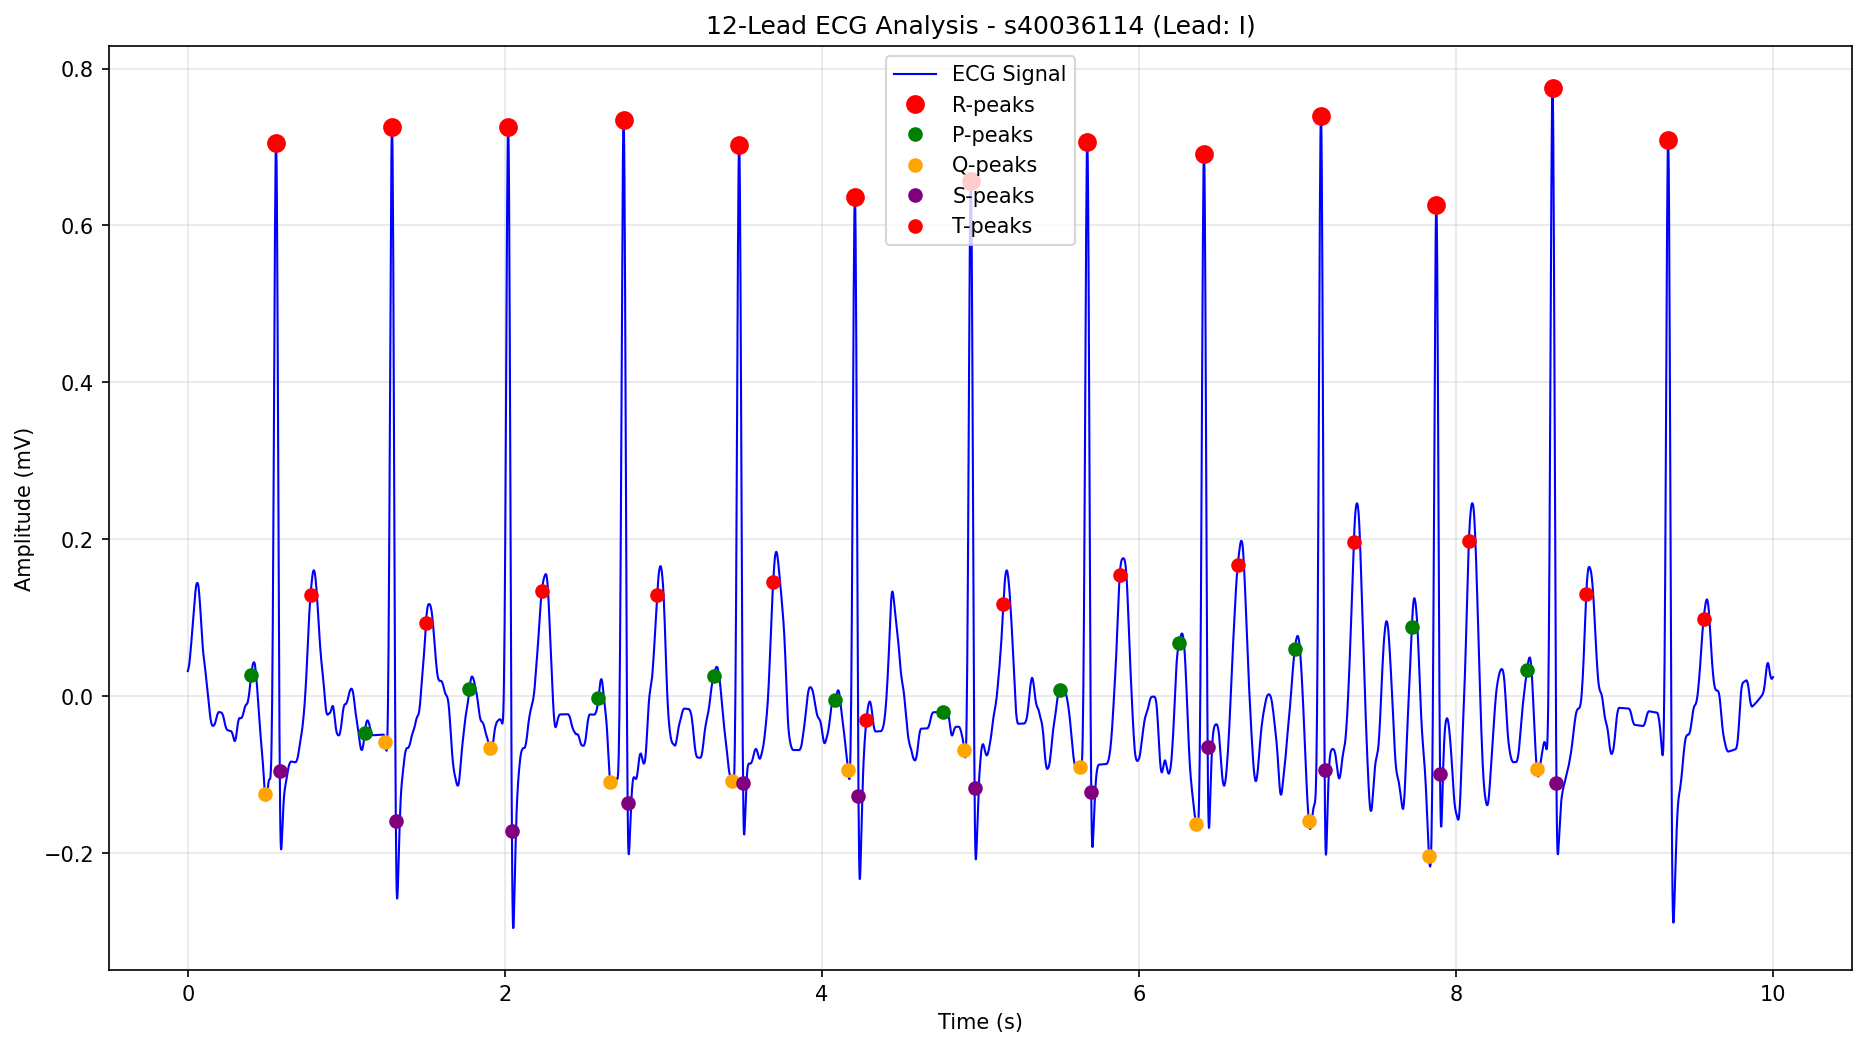 12-Lead ECG Analysis - s40036114 (Lead: I)
ECG Signal
R-peaks
P-peaks
Q-peaks
S-peaks
T-peaks
Amplitude (mV)
0.8
0.6
0.4
0.2
0.0
−0.2
0 2 4 6 8 10
Time (s)